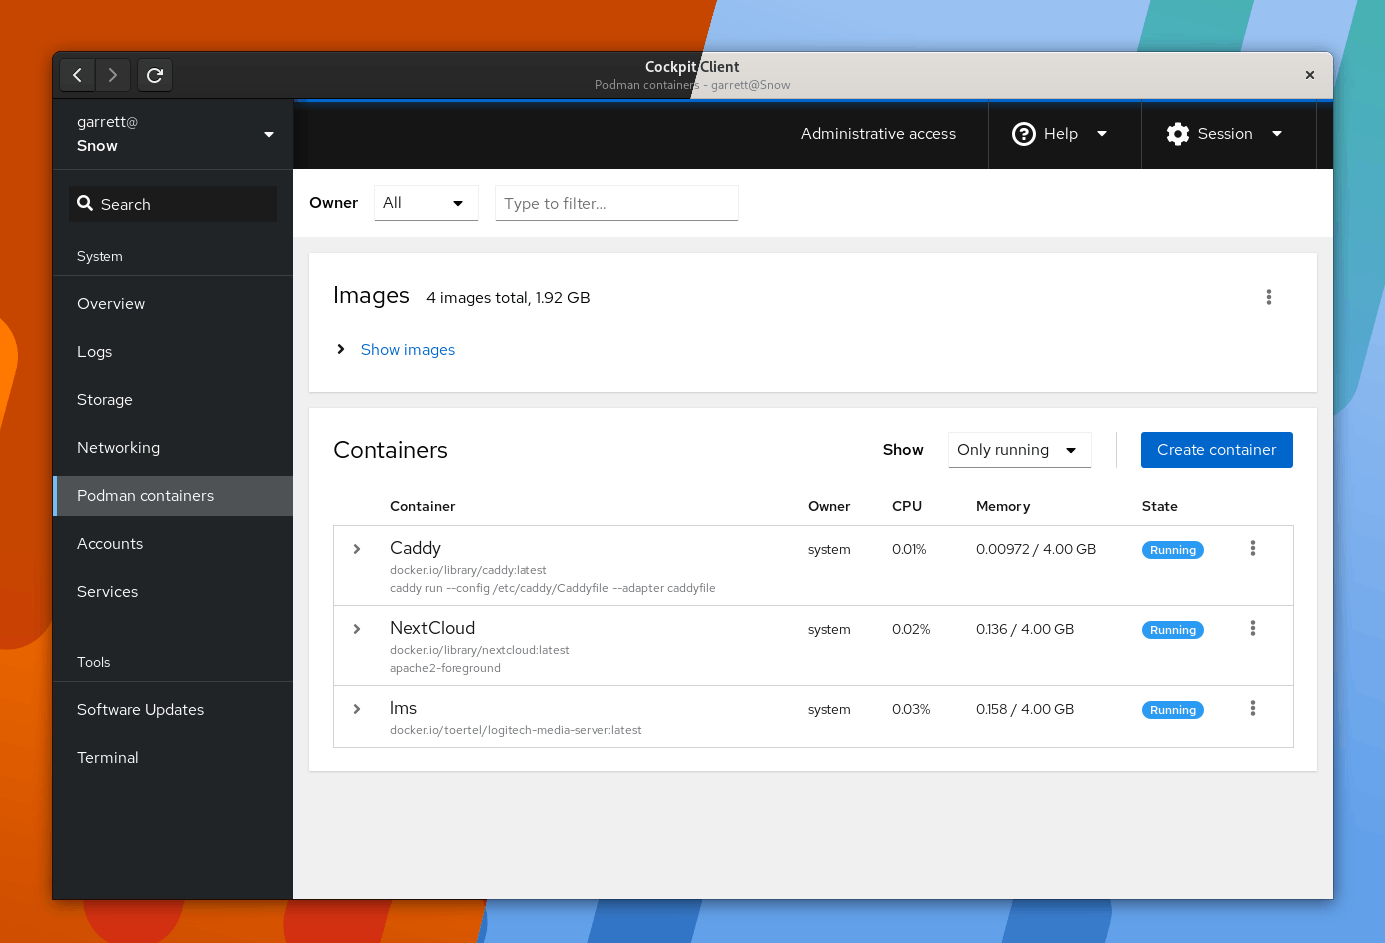 Cockpit Client
Podman containers - garrett@Snow
garrett@
Snow
Administrative access
Help
Session
Search
System
Overview
Logs
Storage
Networking
Podman containers
Accounts
Services
Tools
Software Updates
Terminal
Owner All Type to filter...
Images 4 images total, 1.92 GB
Show images
Containers Show Only running Create container
Container Owner CPU Memory State
Caddy system 0.01% 0.00972 / 4.00 GB Running
docker.io/library/caddy:latest
caddy run --config /etc/caddy/Caddyfile --adapter caddyfile
NextCloud system 0.02% 0.136 / 4.00 GB Running
docker.io/library/nextcloud:latest
apache2-foreground
lms system 0.03% 0.158 / 4.00 GB Running
docker.io/toertel/logitech-media-server:latest